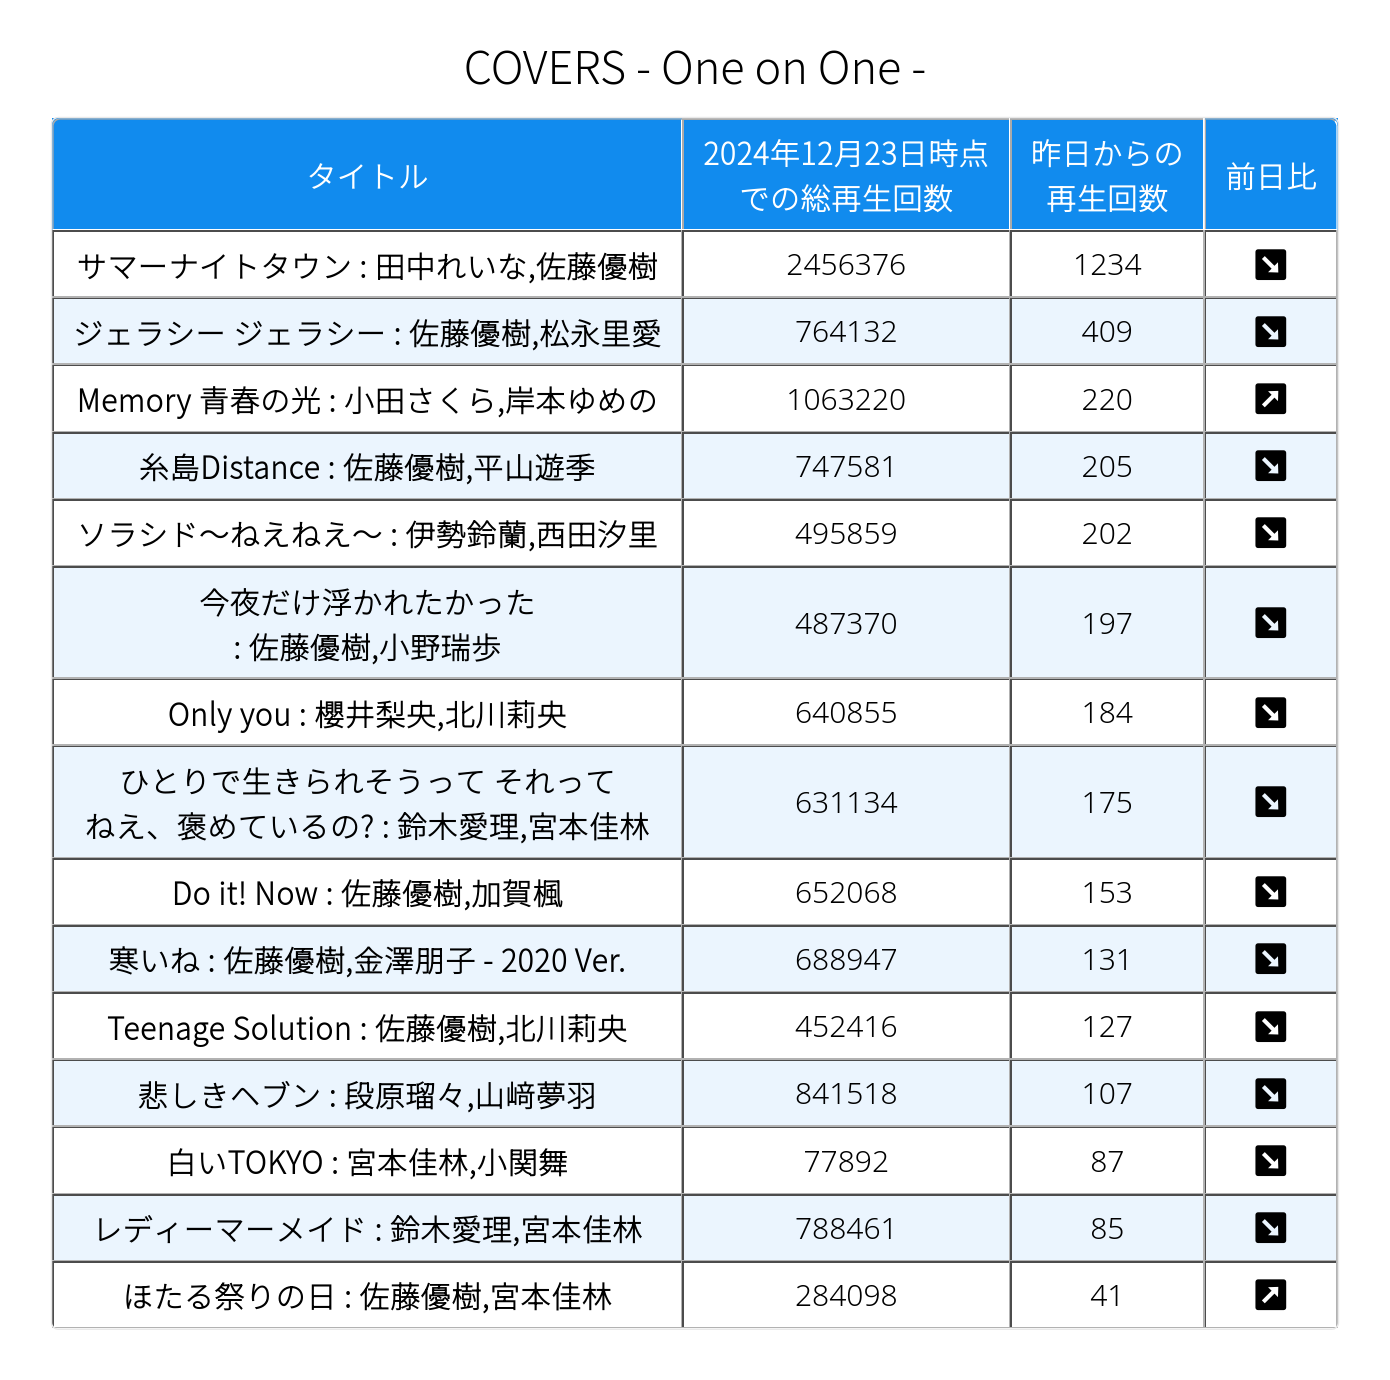 COVERS - One on One -
タイトル
2024年12月23日時点
での総再生回数
昨日からの
再生回数
前日比
サマーナイトタウン : 田中れいな,佐藤優樹
2456376
1234
ジェラシー ジェラシー : 佐藤優樹,松永里愛
764132
409
Memory 青春の光 : 小田さくら,岸本ゆめの
1063220
220
糸島Distance : 佐藤優樹,平山遊季
747581
205
ソラシド〜ねえねえ〜 : 伊勢鈴蘭,西田汐里
495859
202
今夜だけ浮かれたかった
: 佐藤優樹,小野瑞歩
487370
197
Only you : 櫻井梨央,北川莉央
640855
184
ひとりで生きられそうって それって
ねえ、褒めているの? : 鈴木愛理,宮本佳林
631134
175
Do it! Now : 佐藤優樹,加賀楓
652068
153
寒いね : 佐藤優樹,金澤朋子 - 2020 Ver.
688947
131
Teenage Solution : 佐藤優樹,北川莉央
452416
127
悲しきヘブン : 段原瑠々,山﨑夢羽
841518
107
白いTOKYO : 宮本佳林,小関舞
77892
87
レディーマーメイド : 鈴木愛理,宮本佳林
788461
85
ほたる祭りの日 : 佐藤優樹,宮本佳林
284098
41